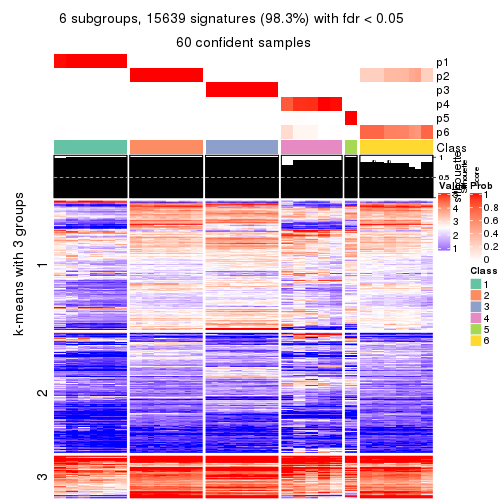 6 subgroups, 15639 signatures (98.3%) with fdr < 0.05
60 confident samples
p1
p2
p3
p4
p5
p6
Class
1
0.5
Silhouette
score
Value
4
3
2
1
Prob
1
0.8
0.6
0.4
0.2
0
Class
1
2
3
4
5
6
k-means with 3 groups
1
2
3